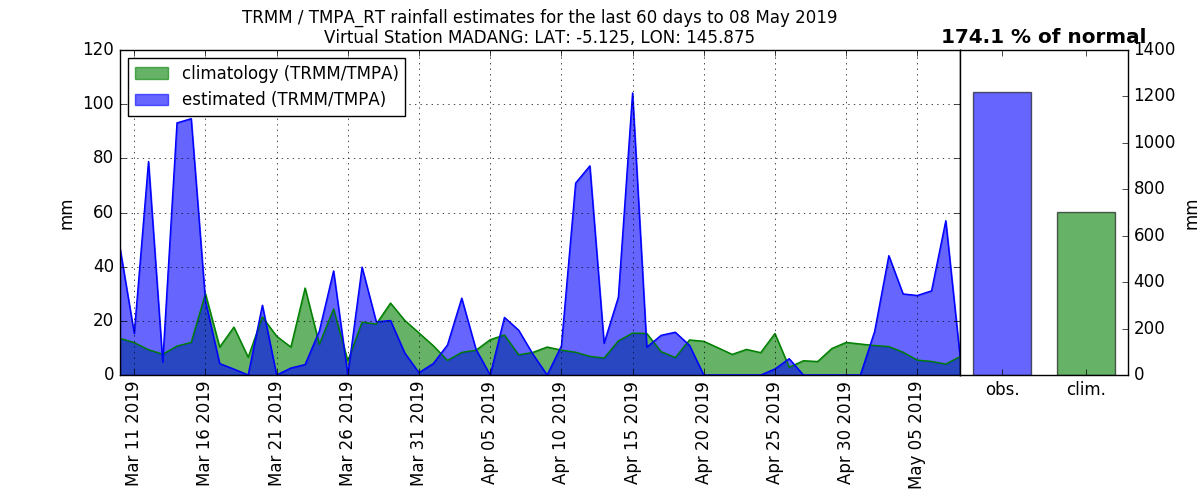 TRMM / TMPA_RT rainfall estimates for the last 60 days to 08 May 2019
Virtual Station MADANG: LAT: -5.125, LON: 145.875
174.1 % of normal
climatology (TRMM/TMPA)
estimated (TRMM/TMPA)
120
100
80
60
40
20
0
mm
1400
1200
1000
800
600
400
200
0
mm
Mar 11 2019
Mar 16 2019
Mar 21 2019
Mar 26 2019
Mar 31 2019
Apr 05 2019
Apr 10 2019
Apr 15 2019
Apr 20 2019
Apr 25 2019
Apr 30 2019
May 05 2019
obs.
clim.